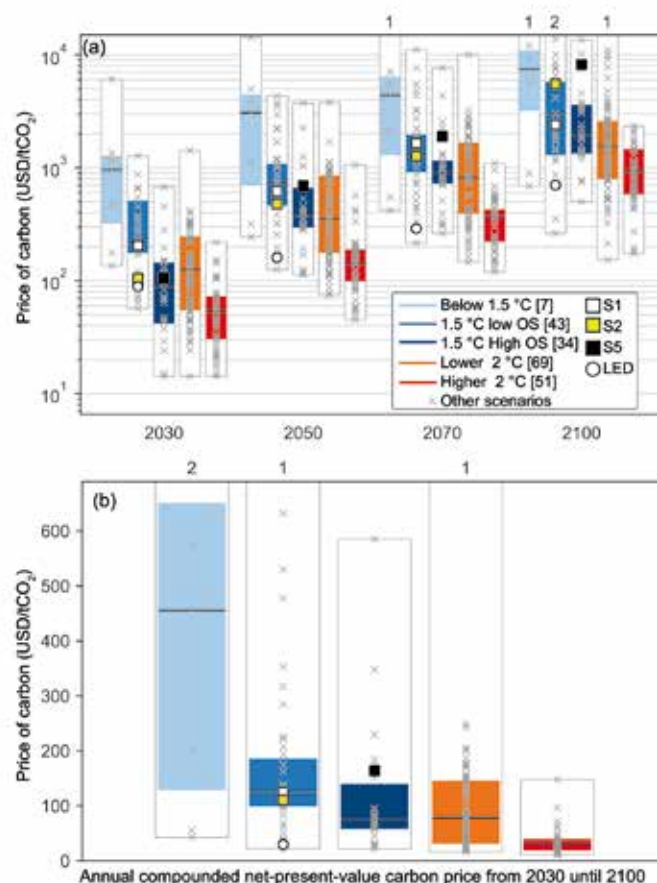 1
1 2 1
(a)
10⁴
10³
10²
10¹
Price of carbon (USD/tCO₂)
Below 1.5 °C [7]
1.5 °C low OS [43]
1.5 °C High OS [34]
Lower 2 °C [69]
Higher 2 °C [51]
Other scenarios
S1
S2
S5
LED
2030 2050 2070 2100
2 1 1
(b)
600
500
400
300
200
100
0
Price of carbon (USD/tCO₂)
Annual compounded net-present-value carbon price from 2030 until 2100